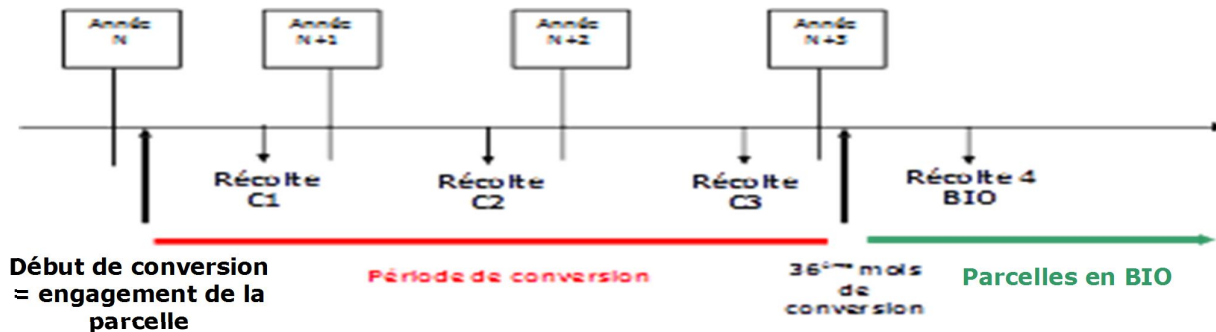 Année
N
Année
N+1
Année
N+2
Année
N+3
Récolte
C1
Récolte
C2
Récolte
C3
Récolte 4
BIO
Début de conversion
= engagement de la
parcelle
Période de conversion
36ème mois
de
conversion
Parcelles en BIO